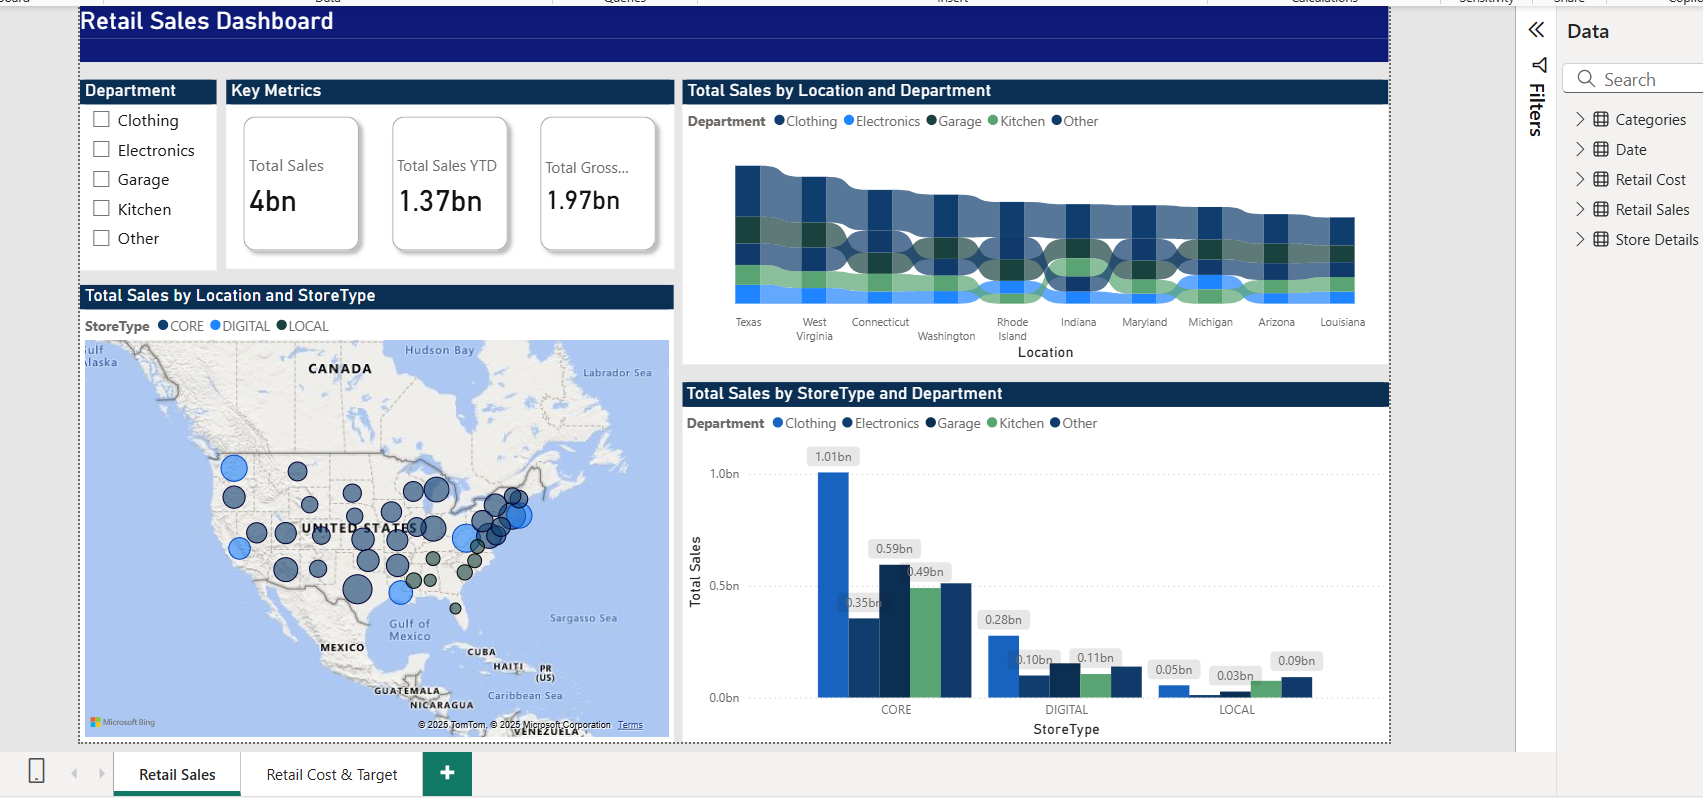 Data
Queries
Insert
Calculations
Sensitivity
Share
Retail Sales Dashboard
Department
Clothing
Electronics
Garage
Kitchen
Other
Key Metrics
Total Sales
4bn
Total Sales YTD
1.37bn
Total Gross...
1.97bn
Total Sales by Location and Department
Department Clothing Electronics Garage Kitchen Other
Texas West Virginia Connecticut Washington Rhode Island Indiana Maryland Michigan Arizona Louisiana
Location
Total Sales by Location and StoreType
StoreType CORE DIGITAL LOCAL
Hudson Bay
CANADA
Labrador Sea
UNITED STATES
Sargasso Sea
Gulf of
Mexico
MEXICO
CUBA
HAITI
PR
(US)
GUATEMALA
Caribbean Sea
NICARAGUA
VENEZUELA
Microsoft Bing
© 2025 TomTom, © 2025 Microsoft Corporation Terms
Total Sales by StoreType and Department
Department Clothing Electronics Garage Kitchen Other
Total Sales
1.0bn
0.5bn
0.0bn
1.01bn
0.35bn
0.59bn
0.49bn
0.28bn
0.10bn
0.11bn
0.05bn
0.03bn
0.09bn
CORE DIGITAL LOCAL
StoreType
Filters
Data
Search
Categories
Date
Retail Cost
Retail Sales
Store Details
Retail Sales
Retail Cost & Target
+